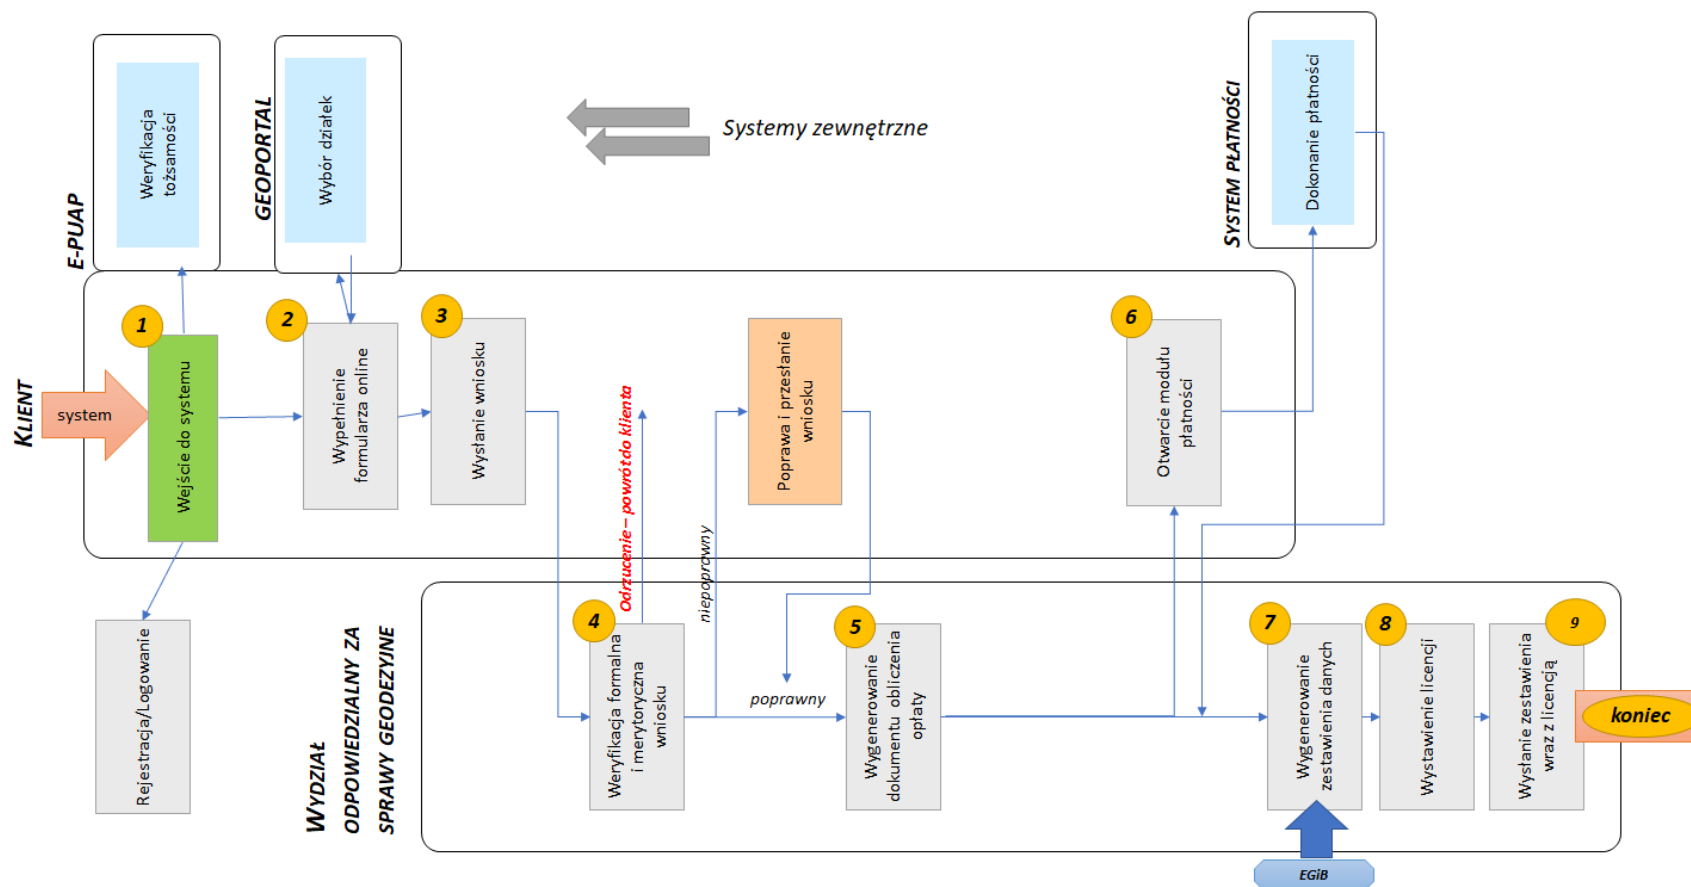 E-PUAP
Weryfikacja
tożsamości
GEOPORTAL
Wybór działek
Systemy zewnętrzne
SYSTEM PŁATNOŚCI
Dokonanie płatności
KLIENT
system
1
Wejście do systemu
2
Wypełnienie
formularza online
3
Wysłanie wniosku
Odrzucenie – powrót do klienta
niepoprawny
Poprawa i przesłanie
wniosku
6
Otwarcie modułu
płatności
Rejestracja/Logowanie
WYDZIAŁ
ODPOWIEDZIALNY ZA
SPRAWY GEODEZYJNE
4
Weryfikacja formalna
i merytoryczna
wniosku
poprawny
5
Wygenerowanie
dokumentu obliczenia
opłaty
7
Wygenerowanie
zestawienia danych
8
Wystawienie licencji
9
Wysłanie zestawienia
wraz z licencją
koniec
EGiB